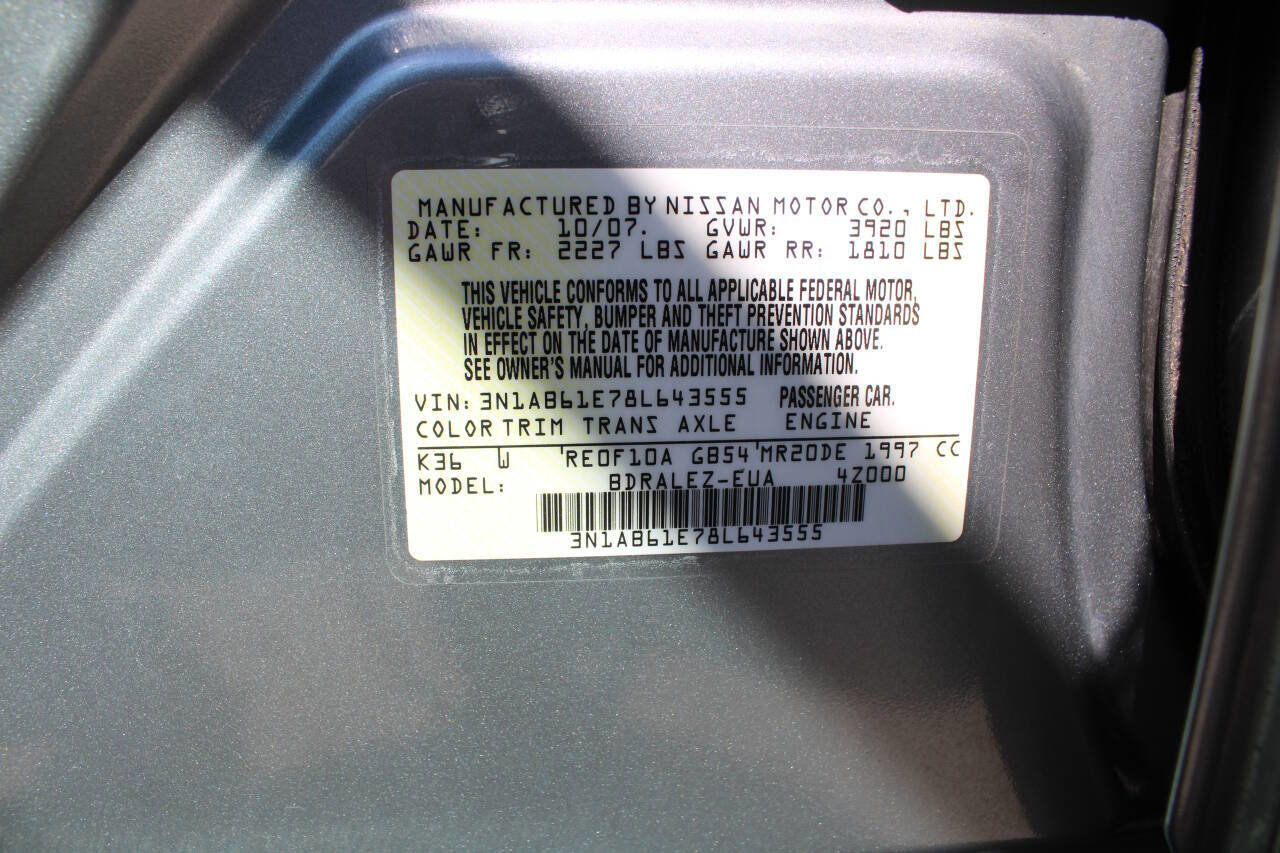 MANUFACTURED BY NISSAN MOTOR CO., LTD.
DATE: 10/07. GVWR: 3920 LBS
GAWR FR: 2227 LBS GAWR RR: 1810 LBS
THIS VEHICLE CONFORMS TO ALL APPLICABLE FEDERAL MOTOR,
VEHICLE SAFETY, BUMPER AND THEFT PREVENTION STANDARDS
IN EFFECT ON THE DATE OF MANUFACTURE SHOWN ABOVE.
SEE OWNER'S MANUAL FOR ADDITIONAL INFORMATION.
VIN: 3N1AB61E78L643555 PASSENGER CAR.
COLOR TRIM TRANS AXLE ENGINE
K36 W 'RE0F10A GB54'MR20DE 1997 CC
MODEL: BDRALEZ-EUA 4Z000
3N1AB61E78L643555